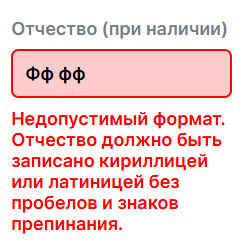 Отчество (при наличии)
Фф фф
Недопустимый формат.
Отчество должно быть
записано кириллицей
или латиницей без
пробелов и знаков
препинания.